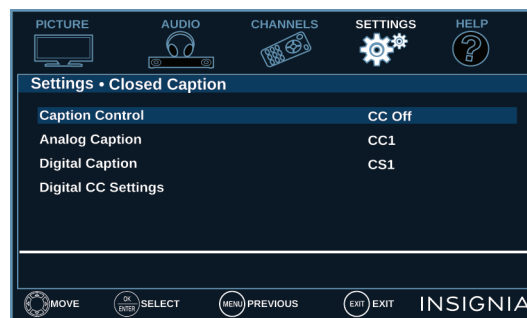 PICTURE AUDIO CHANNELS SETTINGS HELP
?
Settings • Closed Caption
Caption Control CC Off
Analog Caption CC1
Digital Caption CS1
Digital CC Settings
MOVE OK ENTER SELECT MENU PREVIOUS EXIT EXIT INSIGNIA